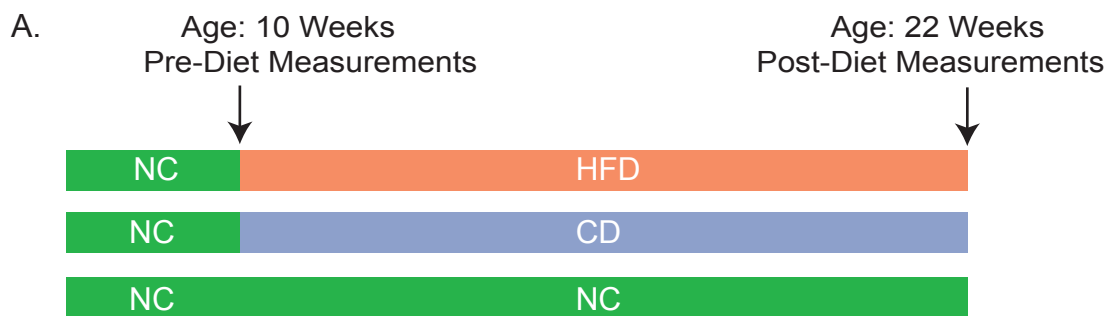 A.
Age: 10 Weeks
Pre-Diet Measurements
Age: 22 Weeks
Post-Diet Measurements
NC HFD
NC CD
NC NC